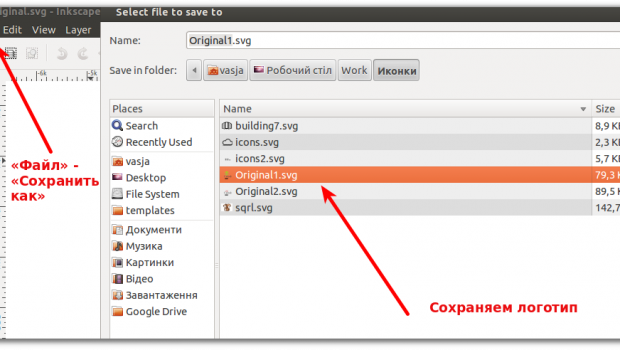 iginal.svg - Inkscape
Select file to save to
Edit View Layer
Name:
Original1.svg
Save in folder:
vasja
Робочий стіл
Work
Иконки
Places
Name
Size
Search
building7.svg
8,9 K
Recently Used
icons.svg
2,3 K
icons2.svg
5,7 K
vasja
Original1.svg
79,3 K
Desktop
Original2.svg
89,5
File System
sqrl.svg
142,7
templates
Документи
Музика
Картинки
Відео
Завантаження
Google Drive
«Файл» -
«Сохранить
как»
Сохраняем логотип